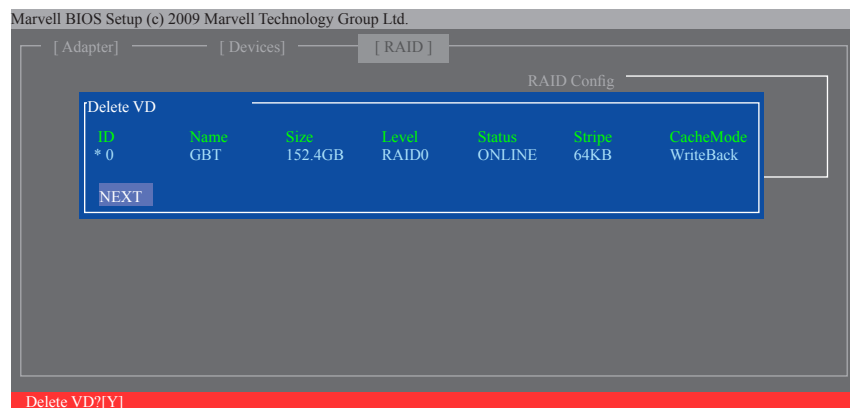 Marvell BIOS Setup (c) 2009 Marvell Technology Group Ltd.
[ Adapter] [ Devices] [ RAID ]
RAID Config
Delete VD
ID Name Size Level Status Stripe CacheMode
* 0 GBT 152.4GB RAID0 ONLINE 64KB WriteBack
NEXT
Delete VD?[Y]